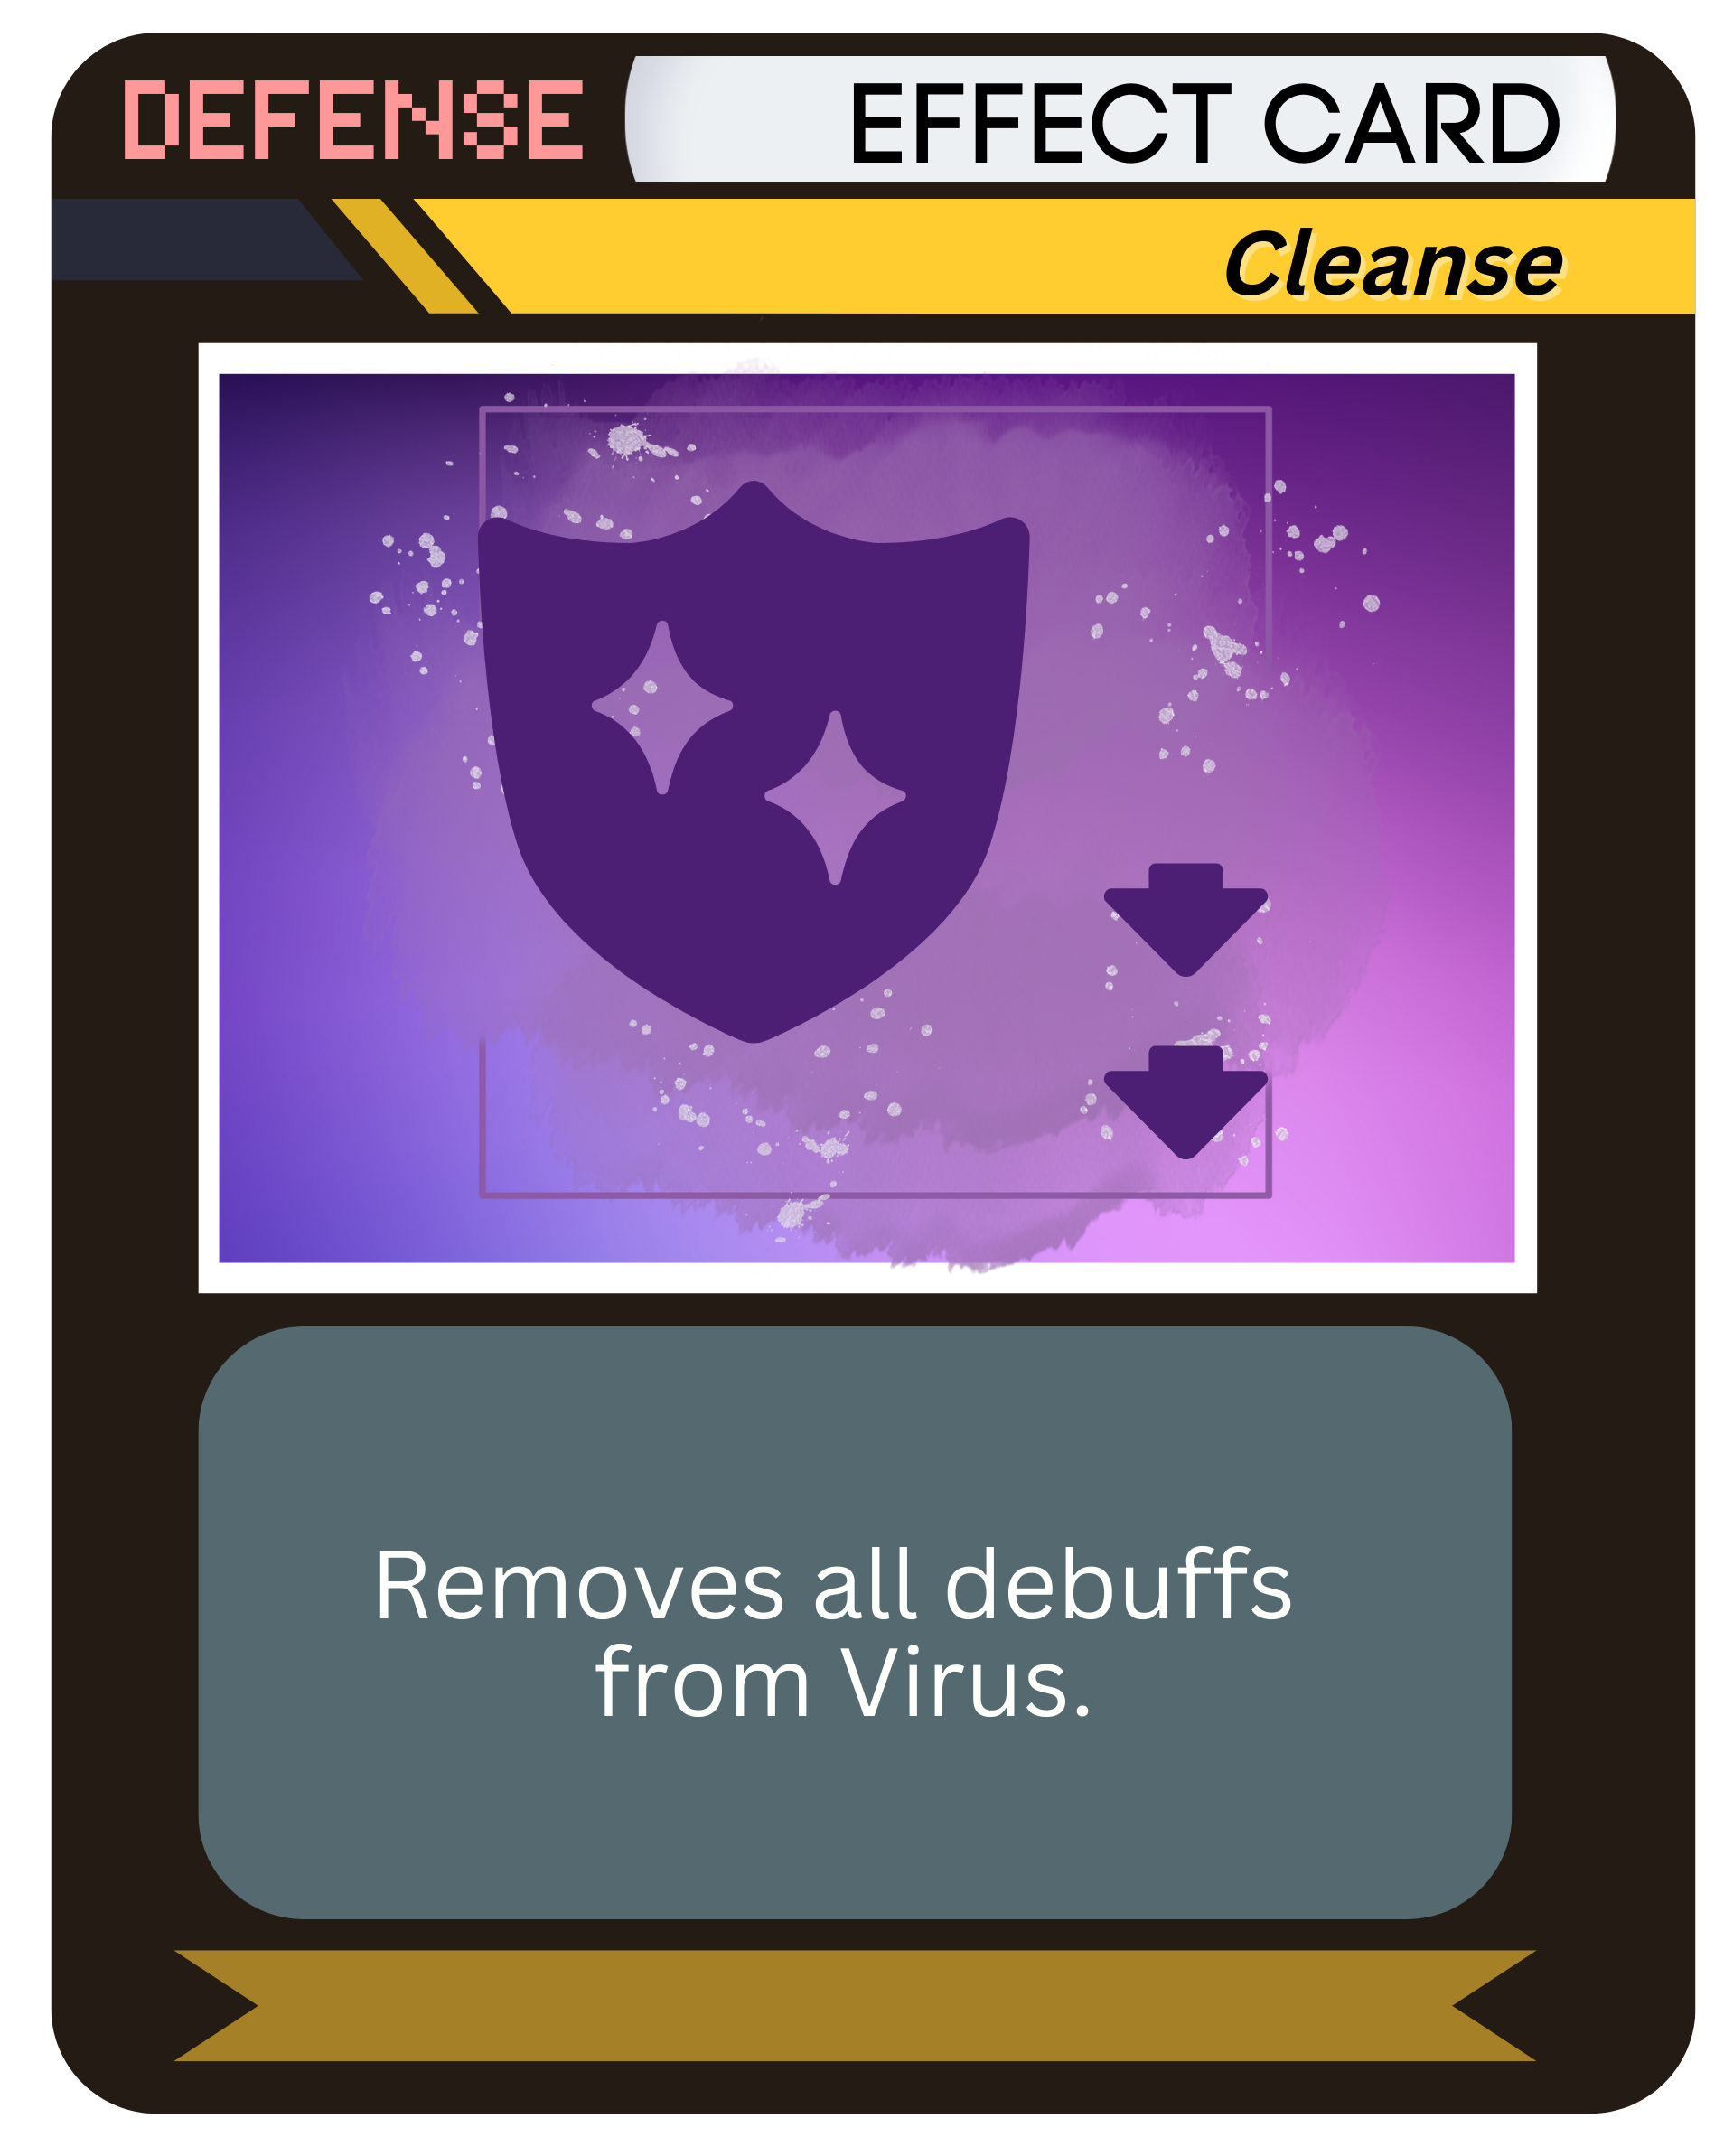 DEFENSE
EFFECT CARD
Cleanse
Removes all debuffs
from Virus.